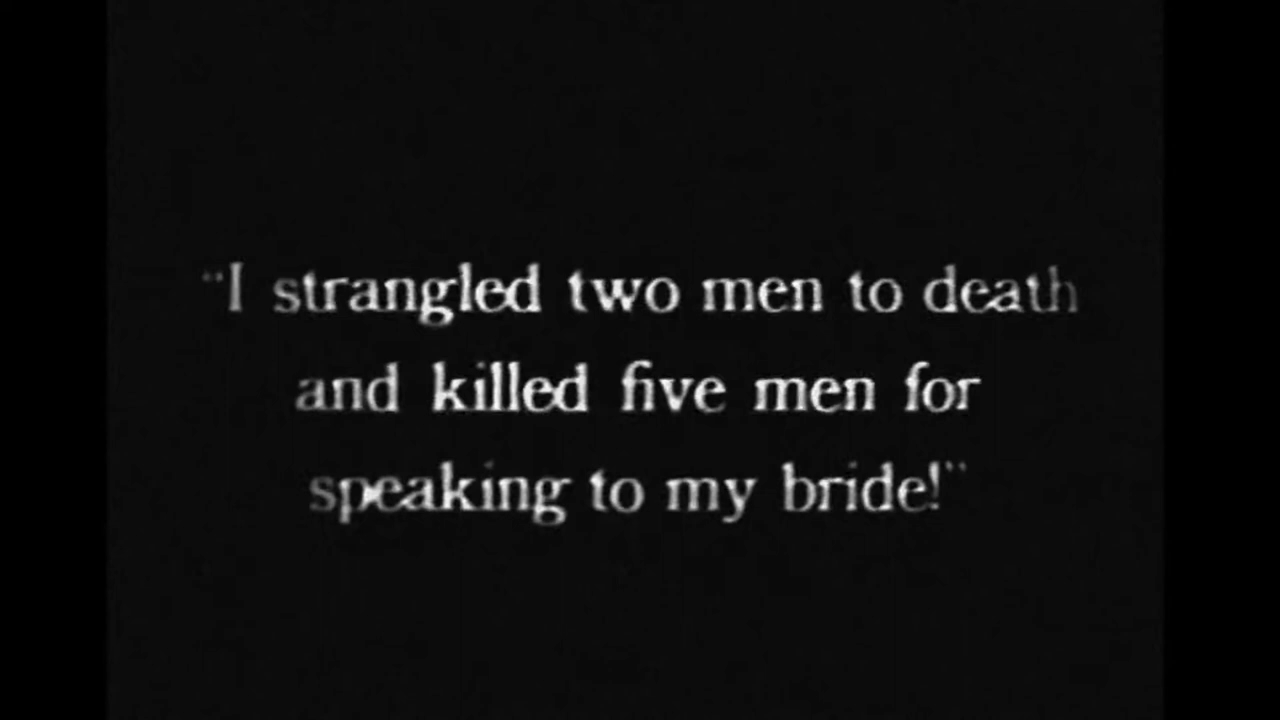 "I strangled two men to death
and killed five men for
speaking to my bride!"